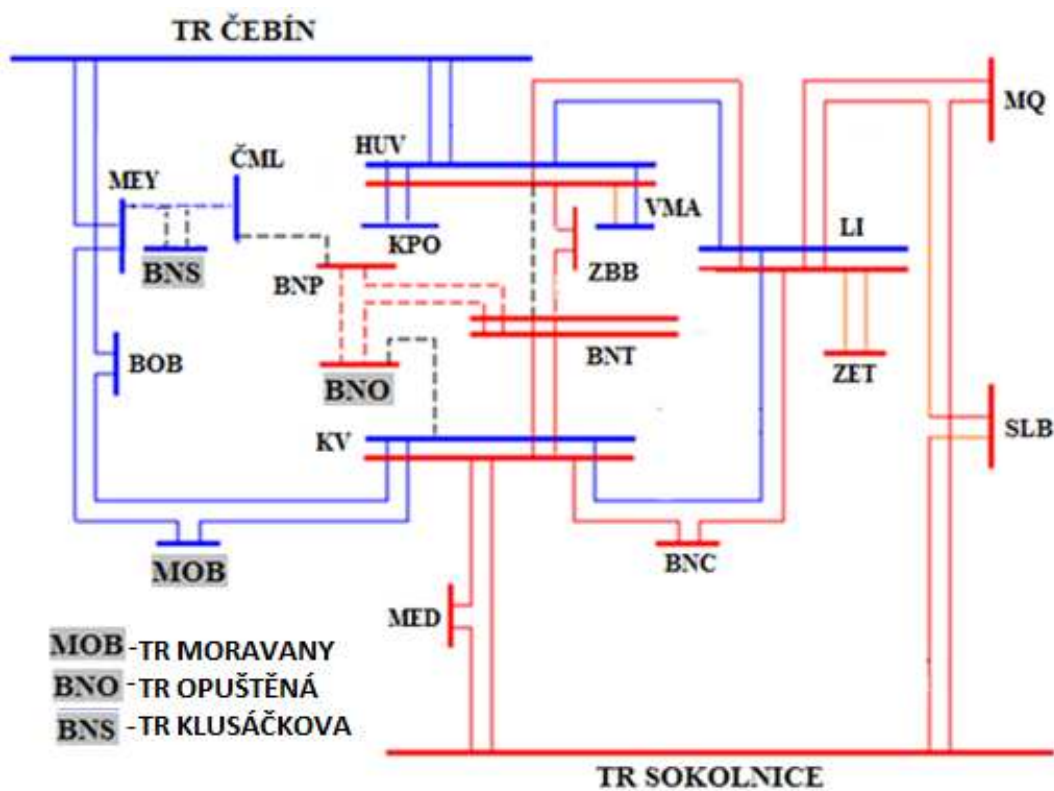 TR ČEBÍN
MQ
HUV
ČML
MEY
VMA
LI
KPO
BNS
ZBB
BNP
BNT
BOB
ZET
BNO
KV
SLB
MOB
BNC
MED
MOB - TR MORAVANY
BNO - TR OPUŠTĚNÁ
BNS - TR KLUSÁČKOVA
TR SOKOLNICE